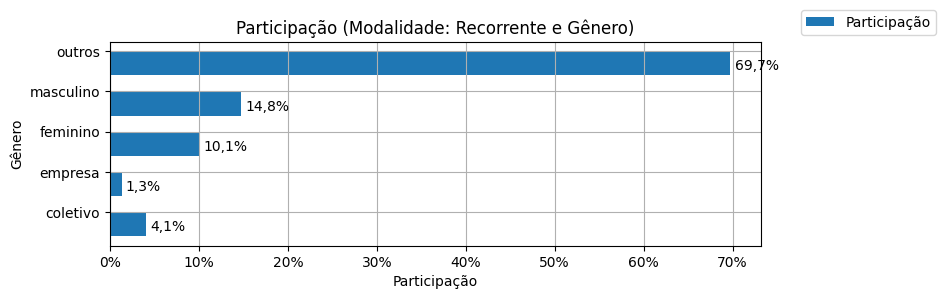 Participação (Modalidade: Recorrente e Gênero)
Participação
outros
69,7%
masculino
14,8%
feminino
10,1%
empresa
1,3%
coletivo
4,1%
Gênero
0% 10% 20% 30% 40% 50% 60% 70%
Participação